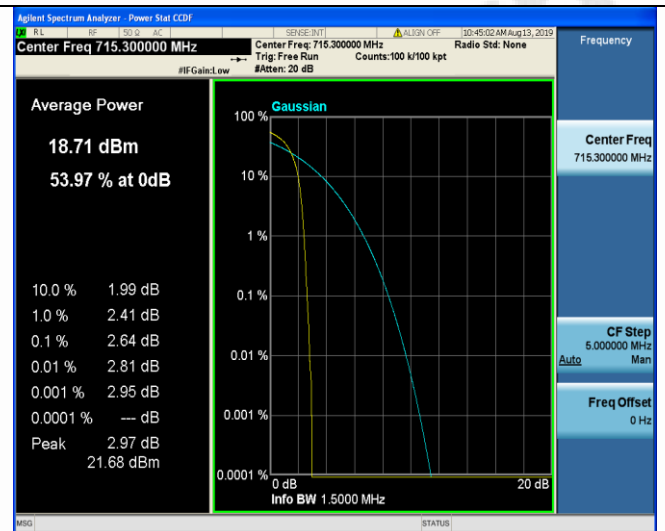 Agilent Spectrum Analyzer - Power Stat CCDF
LXI RL RF 50 Ω AC SENSE:INT ALIGN OFF 10:45:02 AM Aug 13, 2019
Center Freq 715.300000 MHz
Center Freq: 715.300000 MHz Radio Std: None
Trig: Free Run Counts:100 k/100 kpt
#IFGain:Low #Atten: 20 dB
Frequency
Average Power
18.71 dBm
53.97 % at 0dB
10.0 % 1.99 dB
1.0 % 2.41 dB
0.1 % 2.64 dB
0.01 % 2.81 dB
0.001 % 2.95 dB
0.0001 % --- dB
Peak 2.97 dB
21.68 dBm
Gaussian
100 %
10 %
1 %
0.1 %
0.01 %
0.001 %
0.0001 %
0 dB 20 dB
Info BW 1.5000 MHz
Center Freq
715.300000 MHz
CF Step
5.000000 MHz
Auto Man
Freq Offset
0 Hz
MSG STATUS